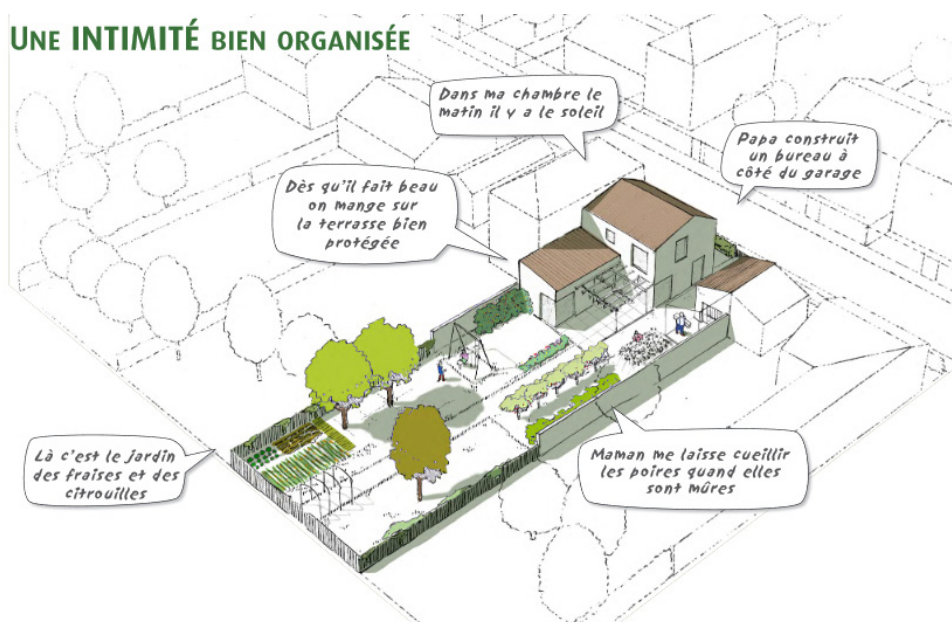 UNE INTIMITÉ BIEN ORGANISÉE
Dans ma chambre le
matin il y a le soleil
Papa construit
un bureau à
côté du garage
Dès qu'il fait beau
on mange sur
la terrasse bien
protégée
Là c'est le jardin
des fraises et des
citrouilles
Maman me laisse cueillir
les poires quand elles
sont mûres